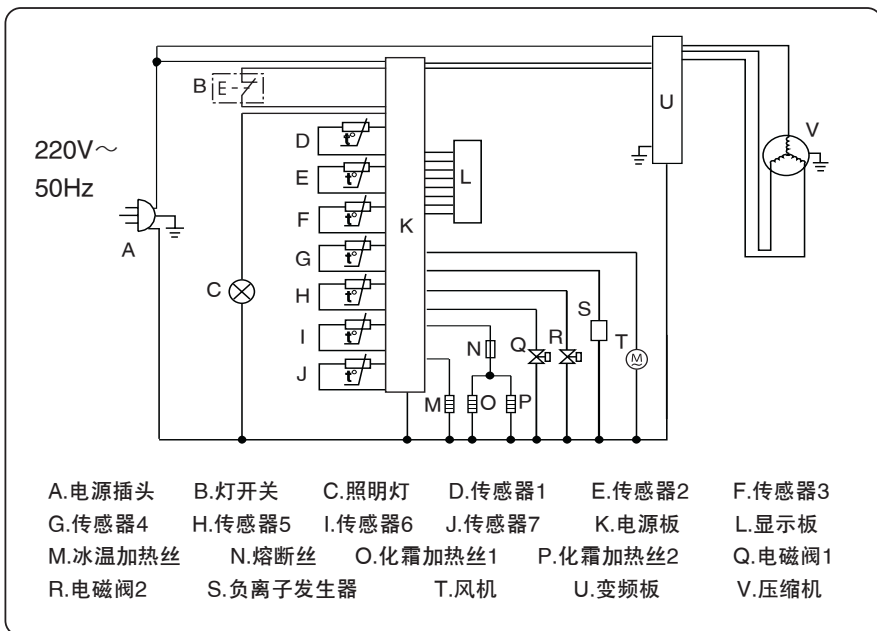 220V～
50Hz
A
B
E
C
D
t°
E
t°
F
t°
G
t°
H
t°
I
t°
J
t°
K
L
M
N
O
P
Q
R
S
T
M
U
V
A.电源插头 B.灯开关 C.照明灯 D.传感器1 E.传感器2 F.传感器3
G.传感器4 H.传感器5 I.传感器6 J.传感器7 K.电源板 L.显示板
M.冰温加热丝 N.熔断丝 O.化霜加热丝1 P.化霜加热丝2 Q.电磁阀1
R.电磁阀2 S.负离子发生器 T.风机 U.变频板 V.压缩机